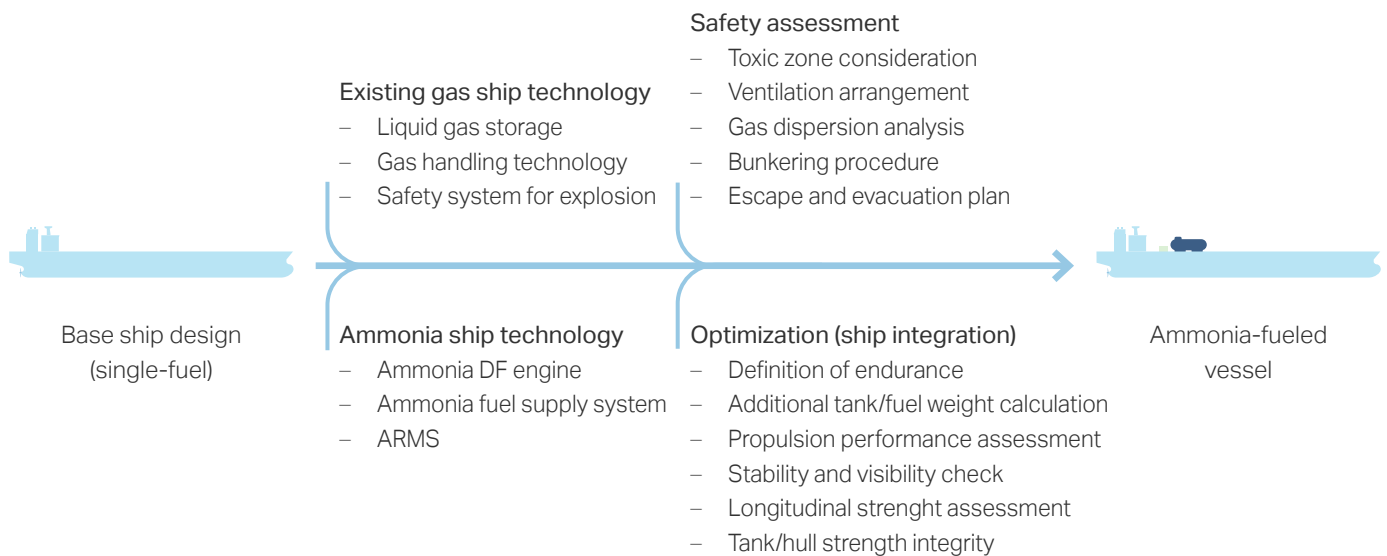 Safety assessment
– Toxic zone consideration
– Ventilation arrangement
– Gas dispersion analysis
– Bunkering procedure
– Escape and evacuation plan
Existing gas ship technology
– Liquid gas storage
– Gas handling technology
– Safety system for explosion
Base ship design
(single-fuel)
Ammonia ship technology
– Ammonia DF engine
– Ammonia fuel supply system
– ARMS
Optimization (ship integration)
– Definition of endurance
– Additional tank/fuel weight calculation
– Propulsion performance assessment
– Stability and visibility check
– Longitudinal strenght assessment
– Tank/hull strength integrity
Ammonia-fueled
vessel